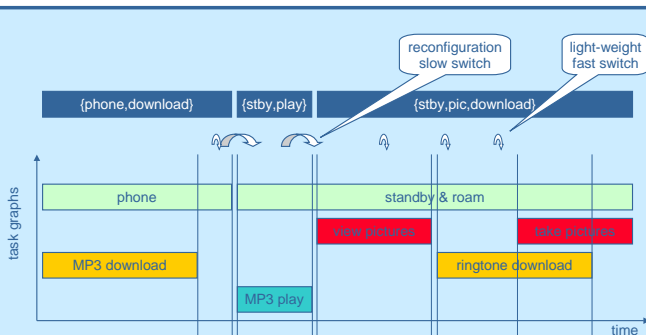 reconfiguration
slow switch
light-weight
fast switch
{phone,download}
{stby,play}
{stby,pic,download}
task graphs
phone
standby & roam
view pictures
take pictures
MP3 download
ringtone download
MP3 play
time